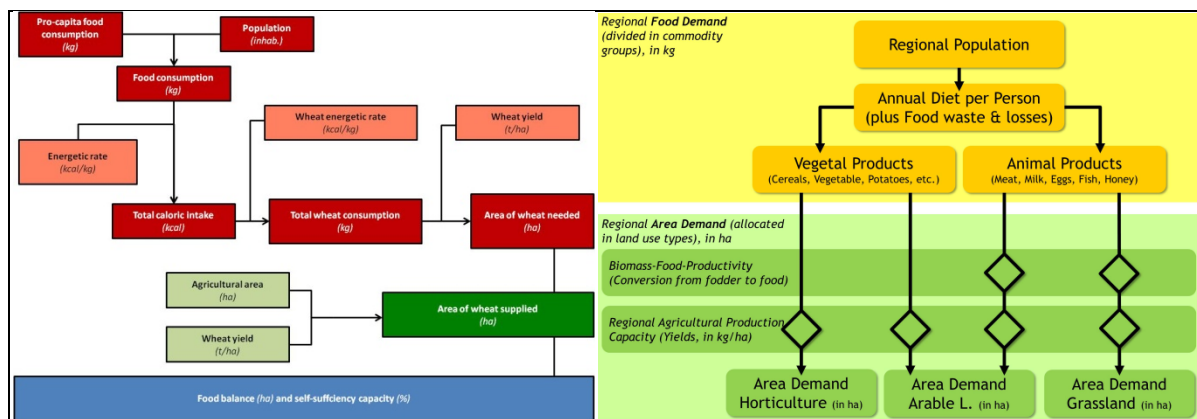 Pro-capita food
consumption
(kg)
Population
(inhab.)
Food consumption
(kg)
Energetic rate
(kcal/kg)
Wheat energetic rate
(kcal/kg)
Wheat yield
(t/ha)
Total caloric intake
(kcal)
Total wheat consumption
(kg)
Area of wheat needed
(ha)
Agricultural area
(ha)
Wheat yield
(t/ha)
Area of wheat supplied
(ha)
Food balance (ha) and self-suffciency capacity (%)
Regional Food Demand
(divided in commodity
groups), in kg
Regional Population
Annual Diet per Person
(plus Food waste & losses)
Vegetal Products
(Cereals, Vegetable, Potatoes, etc.)
Animal Products
(Meat, Milk, Eggs, Fish, Honey)
Regional Area Demand (allocated
in land use types), in ha
Biomass-Food-Productivity
(Conversion from fodder to food)
Regional Agricultural Production
Capacity (Yields, in kg/ha)
Area Demand
Horticulture (in ha)
Area Demand
Arable L. (in ha)
Area Demand
Grassland (in ha)